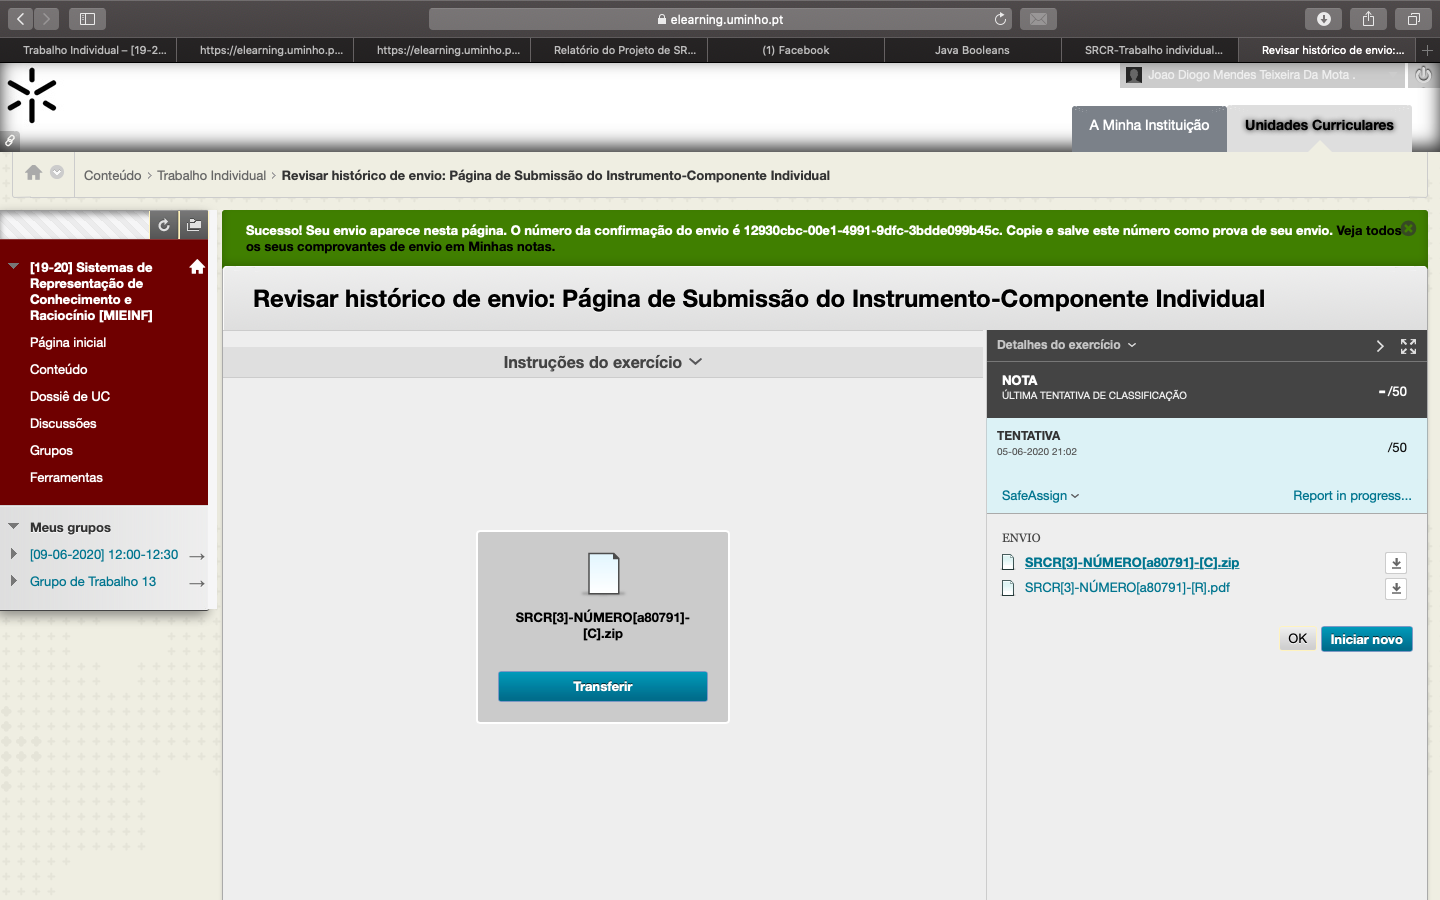 elearning.uminho.pt
Trabalho Individual – [19-2...
https://elearning.uminho.p...
https://elearning.uminho.p...
Relatório do Projeto de SR...
(1) Facebook
Java Booleans
SRCR-Trabalho individual...
Revisar histórico de envio:...
Joao Diogo Mendes Teixeira Da Mota .
A Minha Instituição
Unidades Curriculares
Conteúdo
Trabalho Individual
Revisar histórico de envio: Página de Submissão do Instrumento-Componente Individual
Sucesso! Seu envio aparece nesta página. O número da confirmação do envio é 12930cbc-00e1-4991-9dfc-3bdde099b45c. Copie e salve este número como prova de seu envio. Veja todos
os seus comprovantes de envio em Minhas notas.
[19-20] Sistemas de
Representação de
Conhecimento e
Raciocínio [MIEINF]
Página inicial
Conteúdo
Dossiê de UC
Discussões
Grupos
Ferramentas
Meus grupos
[09-06-2020] 12:00-12:30
Grupo de Trabalho 13
Revisar histórico de envio: Página de Submissão do Instrumento-Componente Individual
Instruções do exercício
SRCR[3]-NÚMERO[a80791]-
[C].zip
Transferir
Detalhes do exercício
NOTA
ÚLTIMA TENTATIVA DE CLASSIFICAÇÃO
-/50
TENTATIVA
05-06-2020 21:02
/50
SafeAssign
Report in progress...
ENVIO
SRCR[3]-NÚMERO[a80791]-[C].zip
SRCR[3]-NÚMERO[a80791]-[R].pdf
OK
Iniciar novo